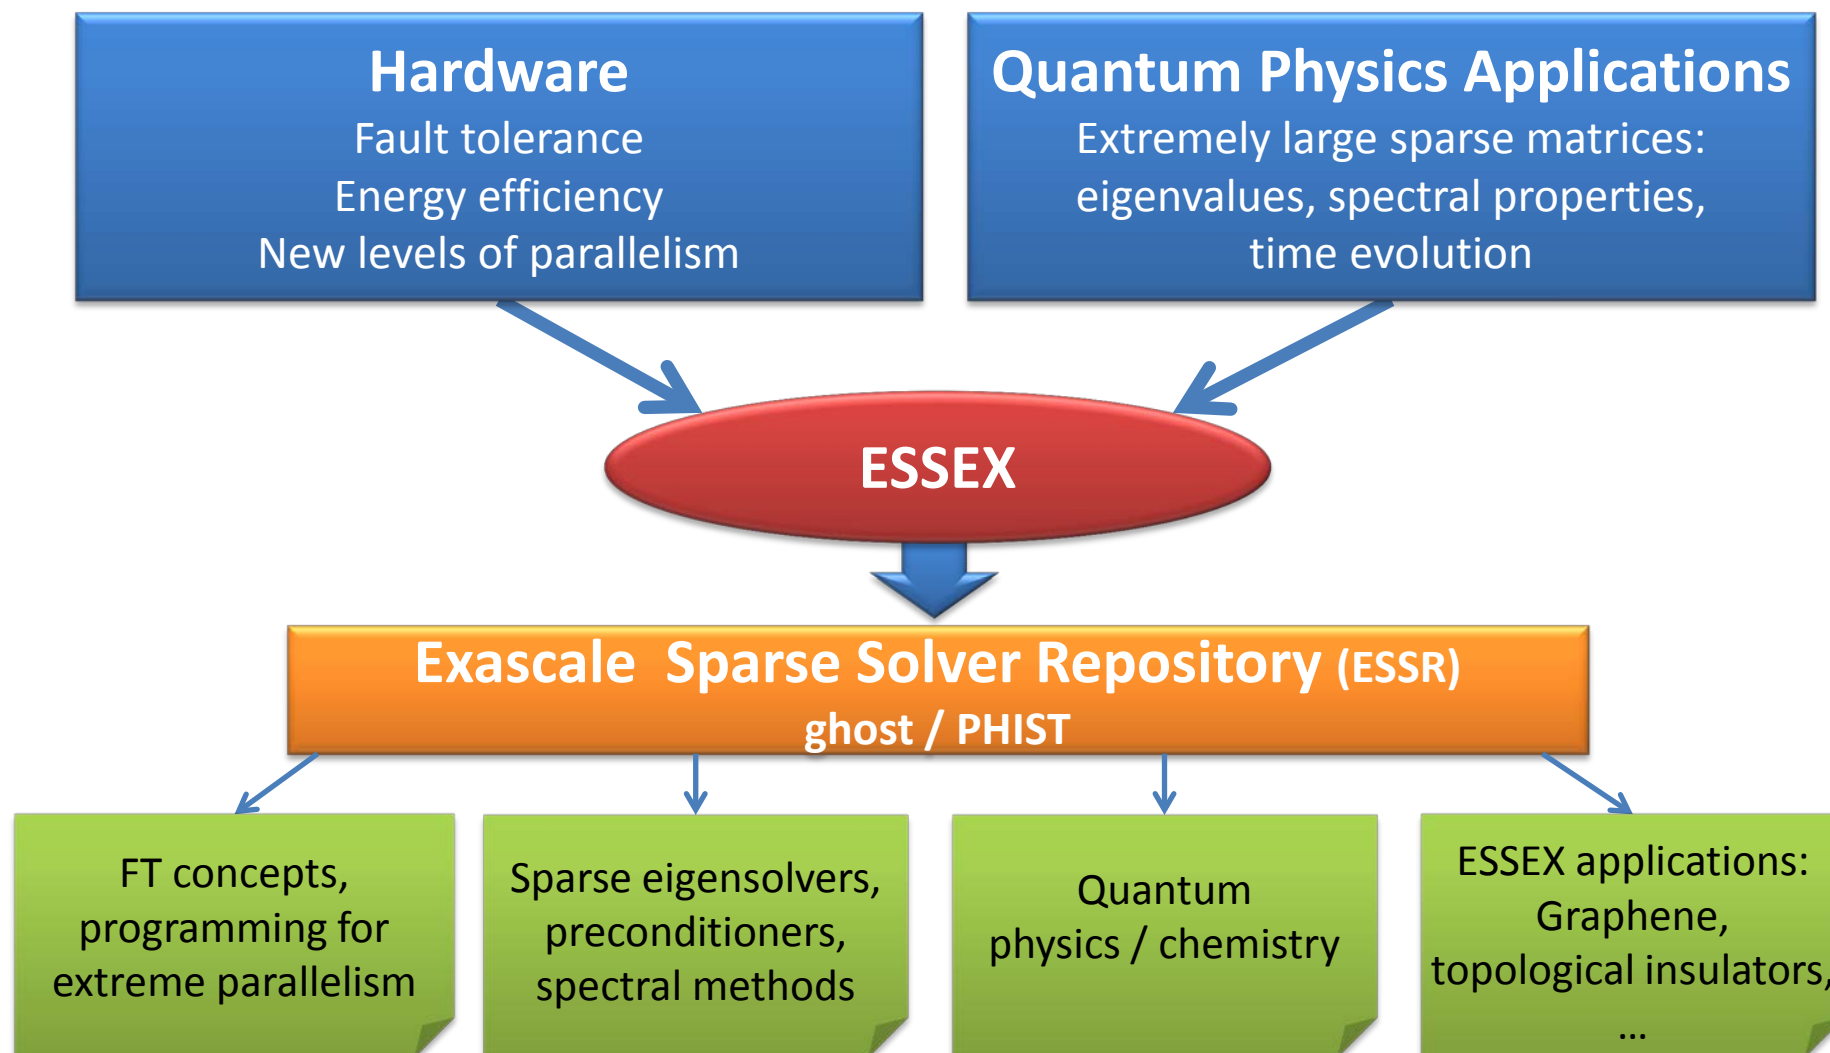 Hardware
Fault tolerance
Energy efficiency
New levels of parallelism
Quantum Physics Applications
Extremely large sparse matrices:
eigenvalues, spectral properties,
time evolution
ESSEX
Exascale Sparse Solver Repository (ESSR)
ghost / PHIST
FT concepts,
programming for
extreme parallelism
Sparse eigensolvers,
preconditioners,
spectral methods
Quantum
physics / chemistry
ESSEX applications:
Graphene,
topological insulators,
...